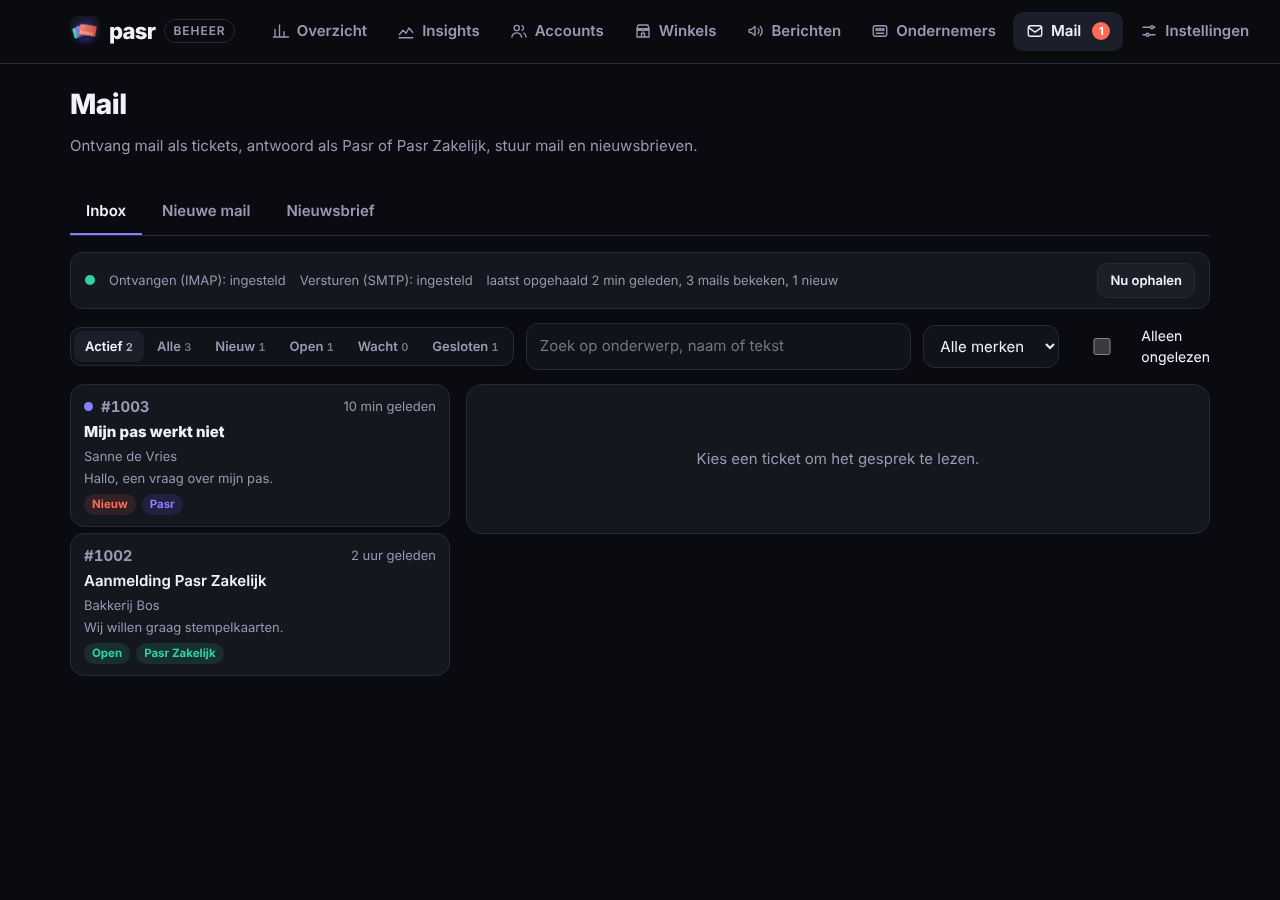 pasr BEHEER Overzicht Insights Accounts Winkels Berichten Ondernemers Mail 1 Instellingen
Mail
Ontvang mail als tickets, antwoord als Pasr of Pasr Zakelijk, stuur mail en nieuwsbrieven.
Inbox Nieuwe mail Nieuwsbrief
Ontvangen (IMAP): ingesteld Versturen (SMTP): ingesteld laatst opgehaald 2 min geleden, 3 mails bekeken, 1 nieuw Nu ophalen
Actief 2 Alle 3 Nieuw 1 Open 1 Wacht 0 Gesloten 1 Zoek op onderwerp, naam of tekst Alle merken Alleen
ongelezen
#1003 10 min geleden
Mijn pas werkt niet
Sanne de Vries
Hallo, een vraag over mijn pas.
Nieuw Pasr
Kies een ticket om het gesprek te lezen.
#1002 2 uur geleden
Aanmelding Pasr Zakelijk
Bakkerij Bos
Wij willen graag stempelkaarten.
Open Pasr Zakelijk